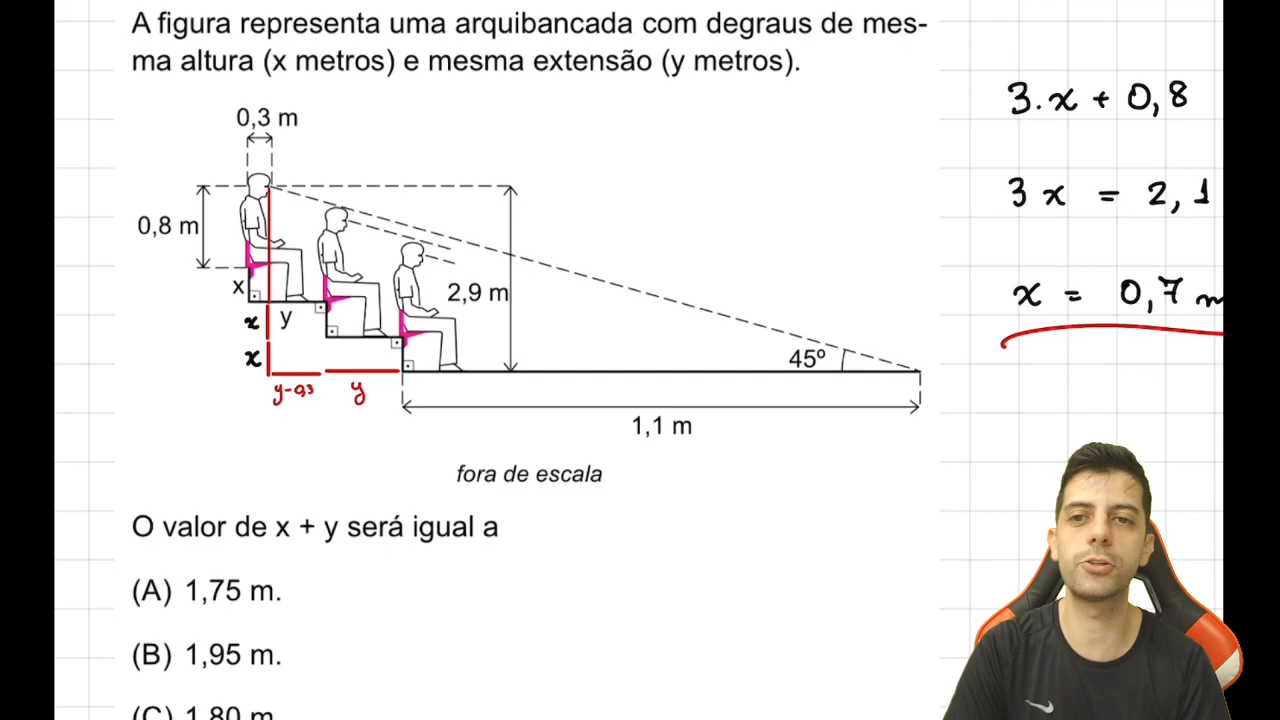 A figura representa uma arquibancada com degraus de mes-
ma altura (x metros) e mesma extensão (y metros).
0,3 m
0,8 m
x
y
x
x
y-0,3
y
2,9 m
45º
1,1 m
fora de escala
3.x + 0,8
3x = 2,1
x = 0,7 m
O valor de x + y será igual a
(A) 1,75 m.
(B) 1,95 m.
(C) 1,80 m